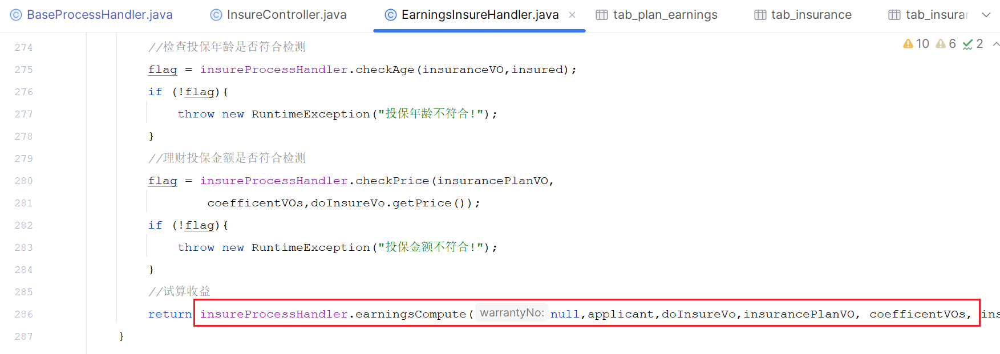 BaseProcessHandler.java InsureController.java EarningsInsureHandler.java tab_plan_earnings tab_insurance tab_insurar
274 //检查投保年龄是否符合检测 10 6 2
275 flag = insureProcessHandler.checkAge(insuranceVO,insured);
276 if (!flag){
277 throw new RuntimeException("投保年龄不符合!");
278 }
279 //理财投保金额是否符合检测
280 flag = insureProcessHandler.checkPrice(insurancePlanVO,
281 coefficentVOs,doInsureVo.getPrice());
282 if (!flag){
283 throw new RuntimeException("投保金额不符合!");
284 }
285 //试算收益
286 return insureProcessHandler.earningsCompute( warrantyNo: null,applicant,doInsureVo,insurancePlanVO, coefficentVOs, ins
287 }